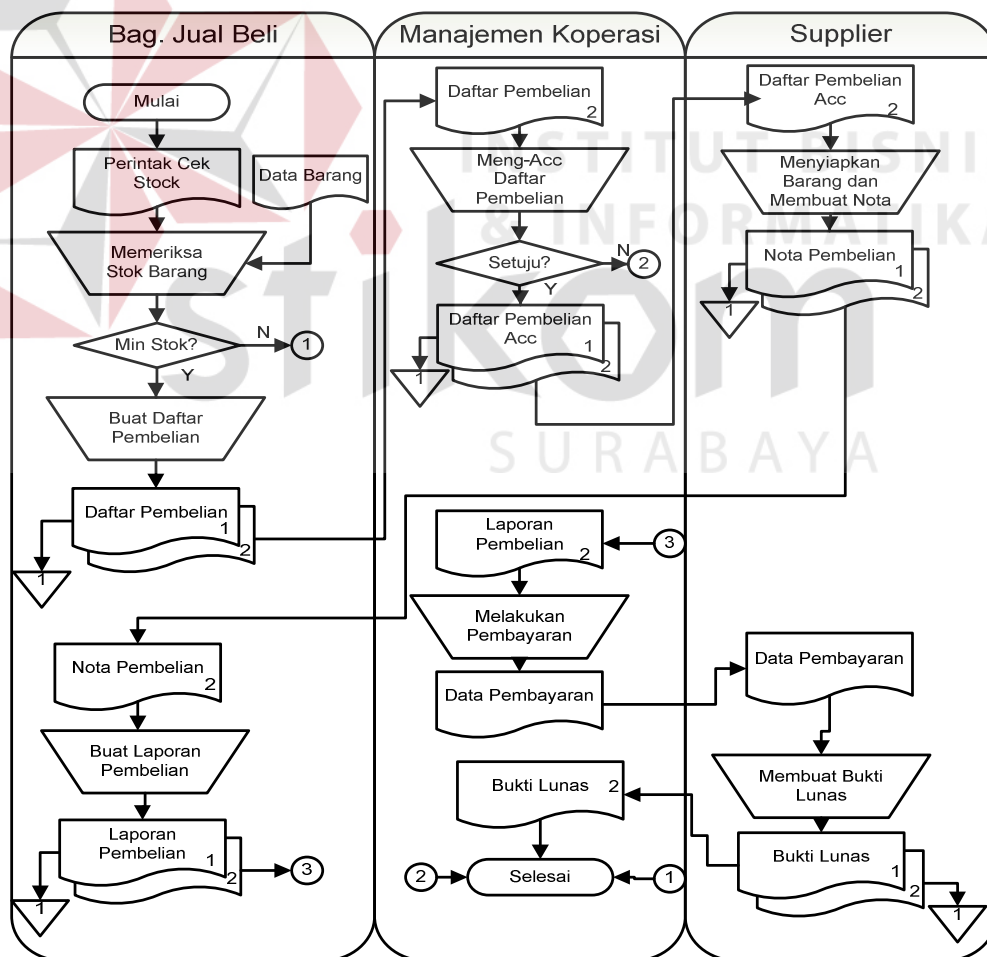 Bag. Jual Beli
Manajemen Koperasi
Supplier
Mulai
Perintak Cek
Stock
Data Barang
Memeriksa
Stok Barang
Min Stok?
N
1
Y
Buat Daftar
Pembelian
Daftar Pembelian
1
2
1
Nota Pembelian
2
Buat Laporan
Pembelian
Laporan
Pembelian
1
2
3
1
Daftar Pembelian
2
Meng-Acc
Daftar
Pembelian
Setuju?
N
2
Y
Daftar Pembelian
Acc
1
2
1
Laporan
Pembelian
2
3
Melakukan
Pembayaran
Data Pembayaran
Bukti Lunas
2
2
Selesai
1
Daftar Pembelian
Acc
2
Menyiapkan
Barang dan
Membuat Nota
Nota Pembelian
1
2
1
Data Pembayaran
Membuat Bukti
Lunas
Bukti Lunas
1
2
1
INSTITUT BISNI
& INFORMATIKA
stikom
SURABAYA